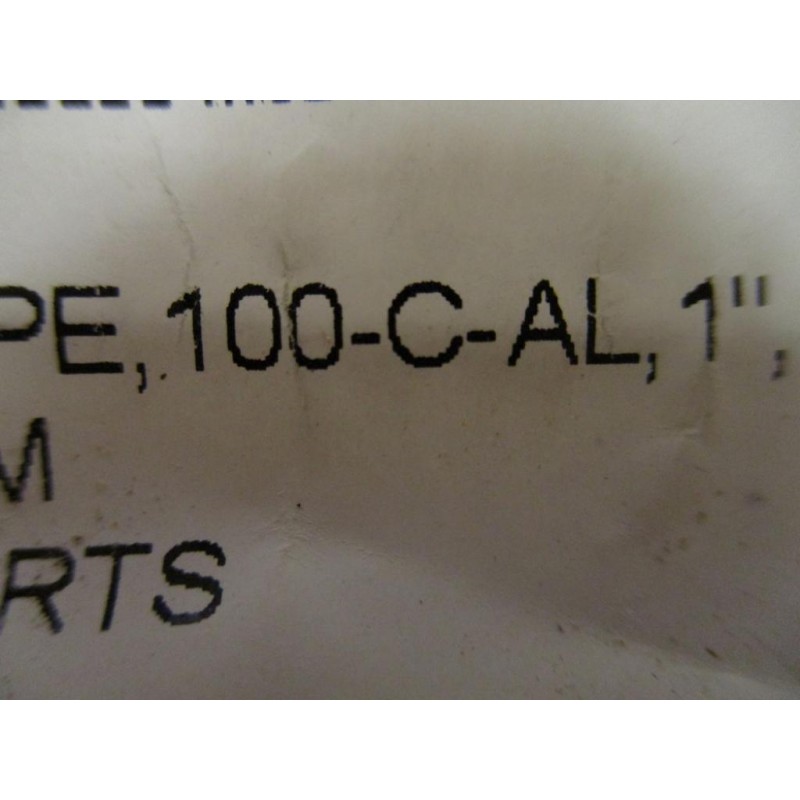 PE, 100-C-AL, 1",
M
RTS